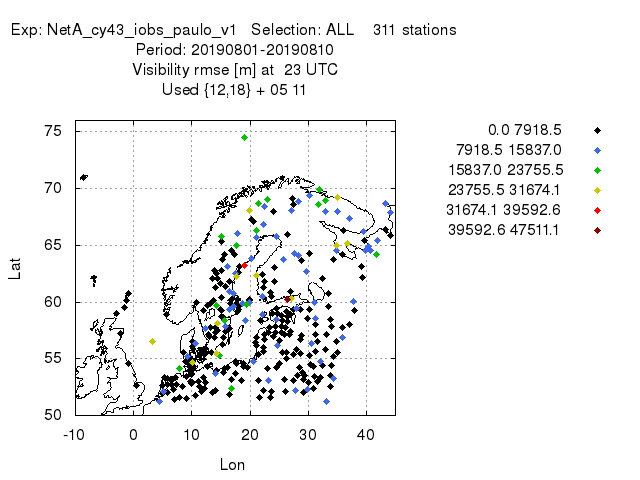 Exp: NetA_cy43_iobs_paulo_v1 Selection: ALL 311 stations
Period: 20190801-20190810
Visibility rmse [m] at 23 UTC
Used {12,18} + 05 11
0.0 7918.5
7918.5 15837.0
15837.0 23755.5
23755.5 31674.1
31674.1 39592.6
39592.6 47511.1
75
70
65
60
55
50
Lat
-10 0 10 20 30 40
Lon